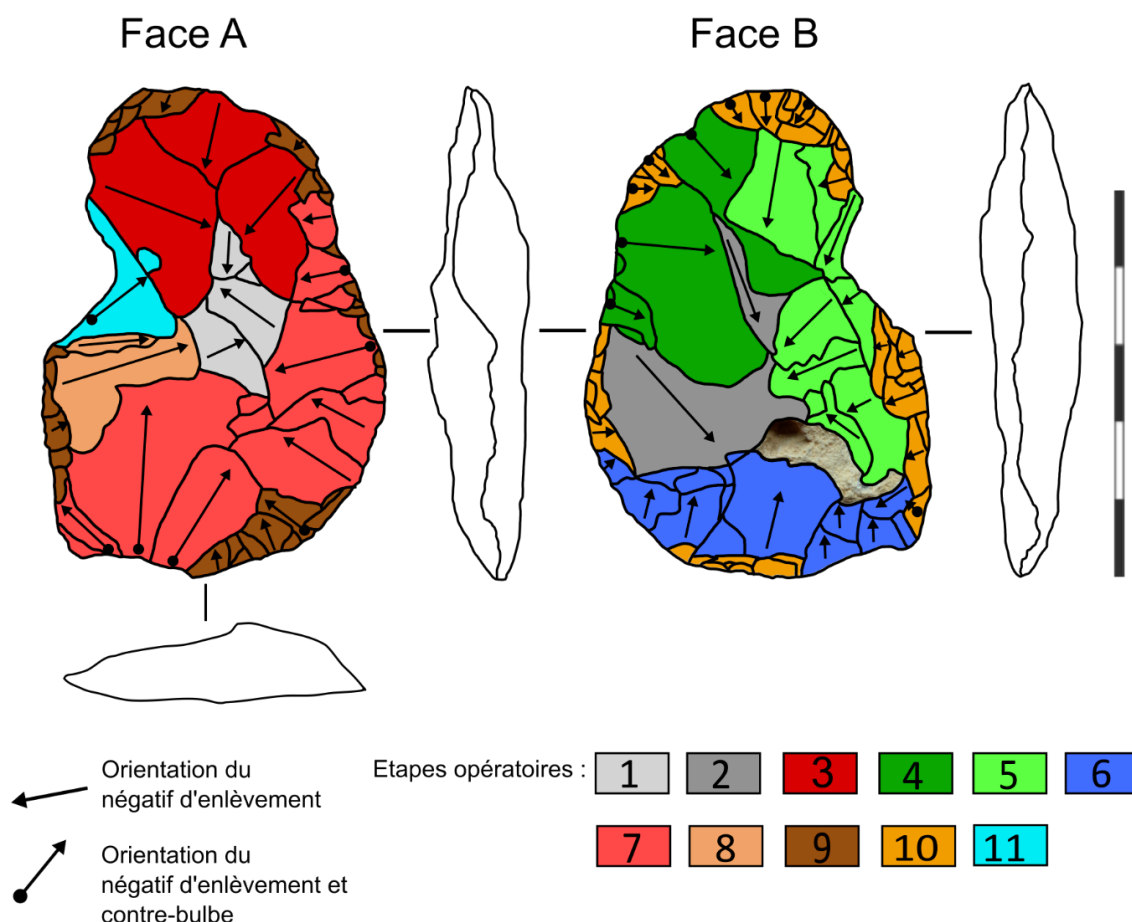 Face A
Face B
Orientation du
négatif d'enlèvement
Orientation du
négatif d'enlèvement et
contre-bulbe
Etapes opératoires :
1 2 3 4 5 6
7 8 9 10 11